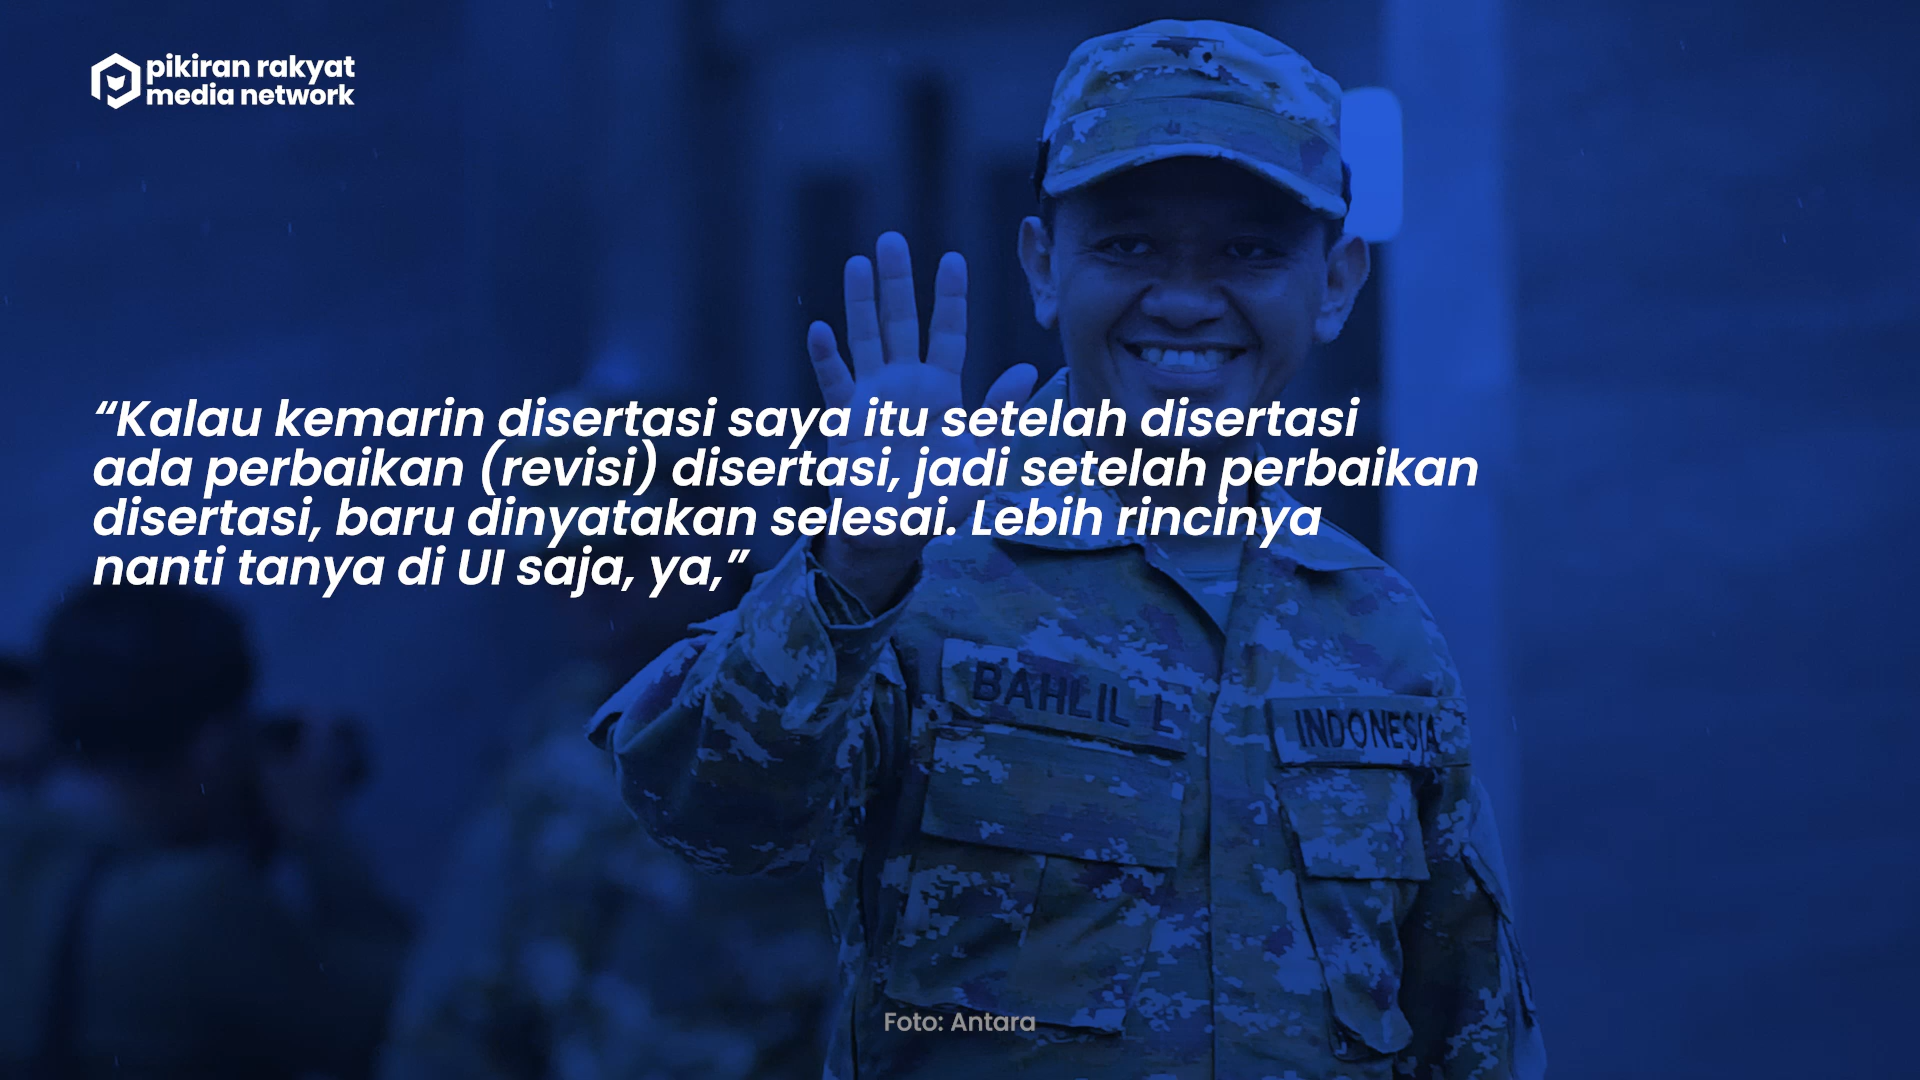 pikiran rakyat
media network
“Kalau kemarin disertasi saya itu setelah disertasi
ada perbaikan (revisi) disertasi, jadi setelah perbaikan
disertasi, baru dinyatakan selesai. Lebih rincinya
nanti tanya di UI saja, ya,”
BAHLIL L
INDONESIA
Foto: Antara